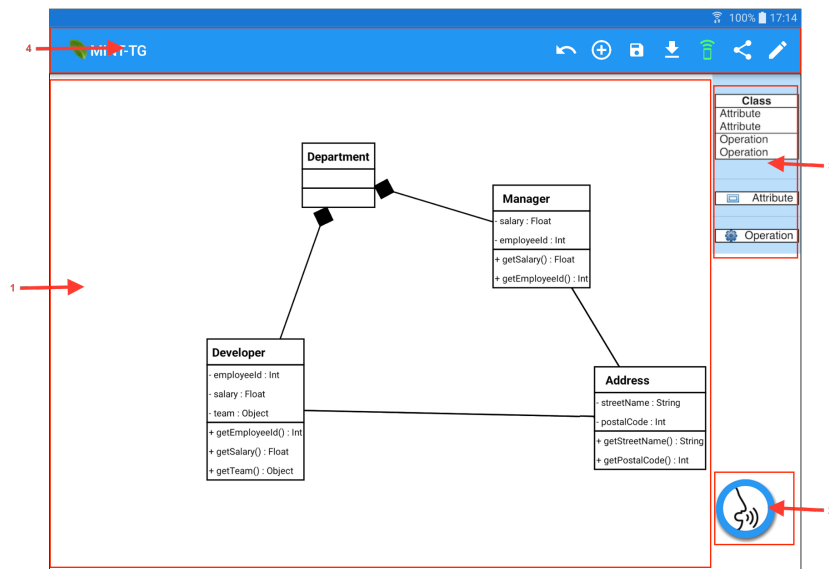 100% 17:14
4
MINT-TG
Class
Attribute
Attribute
Operation
Operation
Attribute
Operation
Department
Manager
- salary : Float
- employeeId : Int
+ getSalary() : Float
+ getEmployeeId() : Int
1
Developer
- employeeId : Int
- salary : Float
- team : Object
+ getEmployeeId() : Int
+ getSalary() : Float
+ getTeam() : Object
Address
- streetName : String
- postalCode : Int
+ getStreetName() : String
+ getPostalCode() : Int